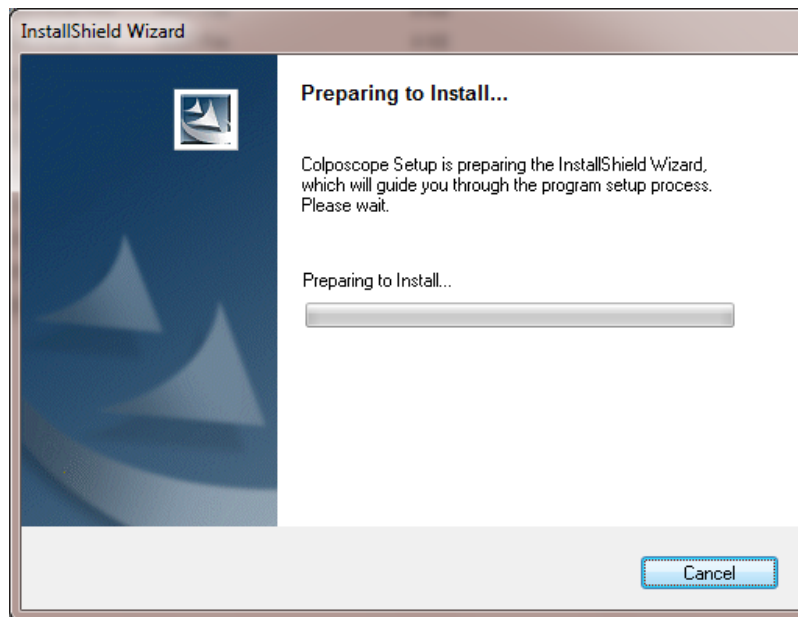 InstallShield Wizard
Preparing to Install...
Colposcope Setup is preparing the InstallShield Wizard,
which will guide you through the program setup process.
Please wait.
Preparing to Install...
Cancel